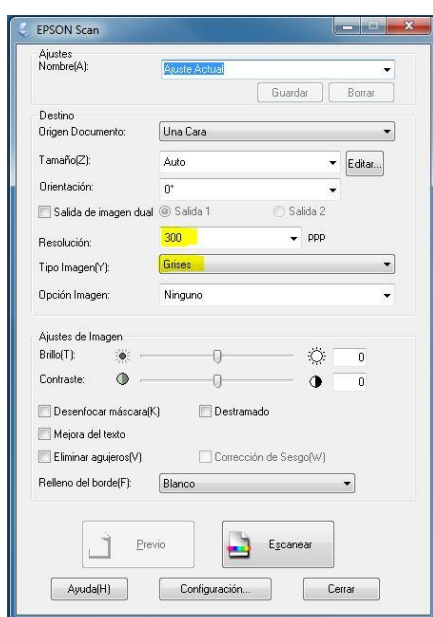 EPSON Scan
Ajustes
Nombre(A): Ajuste Actual
Guardar Borrar
Destino
Origen Documento: Una Cara
Tamaño(Z): Auto Editar...
Orientación: 0°
Salida de imagen dual Salida 1 Salida 2
Resolución: 300 ppp
Tipo Imagen(Y): Grises
Opción Imagen: Ninguno
Ajustes de Imagen
Brillo(T): 0
Contraste: 0
Desenfocar máscara(K) Destramado
Mejora del texto
Eliminar agujeros(V) Corrección de Sesgo(W)
Relleno del borde(F): Blanco
Previo Escanear
Ayuda(H) Configuración... Cerrar